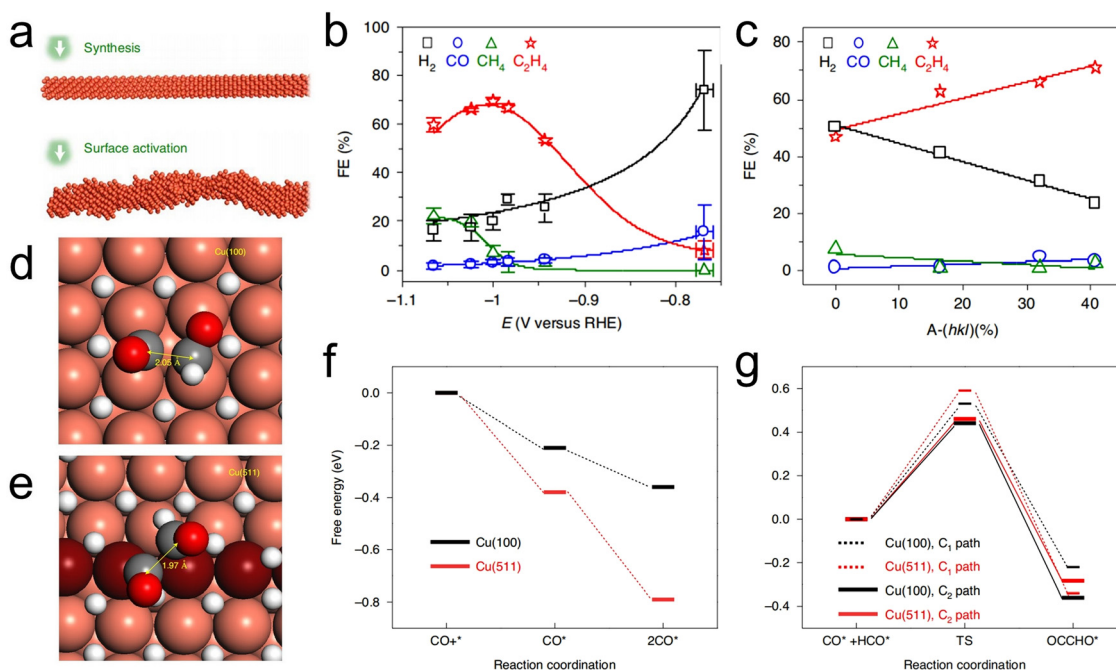 a
Synthesis
Surface activation
b
H2 CO CH4 C2H4
100
80
60
40
20
0
FE (%)
−1.1 −1 −0.9 −0.8
E (V versus RHE)
c
H2 CO CH4 C2H4
80
60
40
20
0
FE (%)
0 10 20 30 40
A-(hkl)(%)
d
Cu(100)
2.05 Å
e
Cu(511)
1.97 Å
f
0.0
−0.2
−0.4
−0.6
−0.8
Free energy (eV)
Cu(100)
Cu(511)
CO+* CO* 2CO*
Reaction coordination
g
0.6
0.4
0.2
0.0
−0.2
−0.4
Cu(100), C1 path
Cu(511), C1 path
Cu(100), C2 path
Cu(511), C2 path
CO* +HCO* TS OCCHO*
Reaction coordination